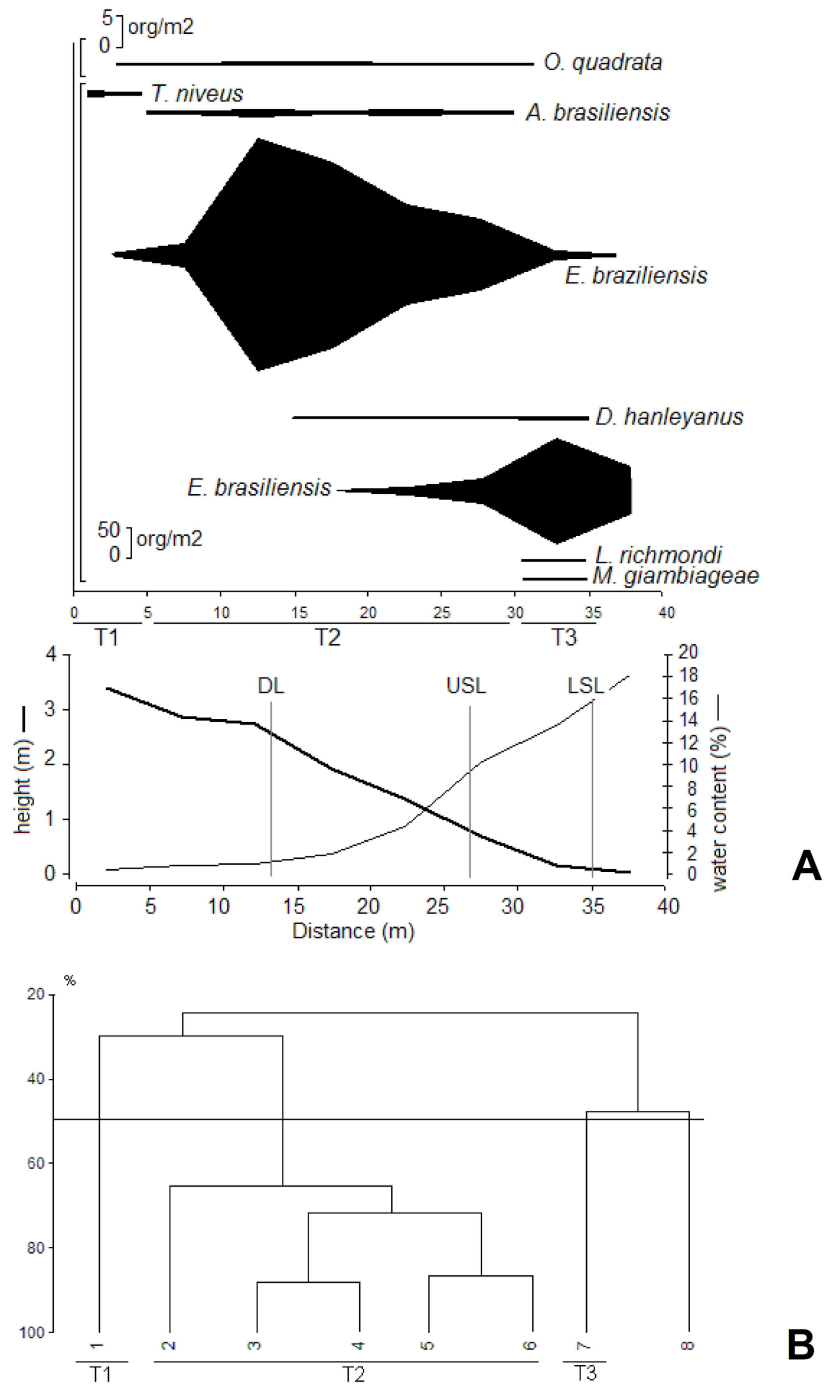 5
0 org/m2
O. quadrata
T. niveus
A. brasiliensis
E. braziliensis
D. hanleyanus
E. brasiliensis
50
0 org/m2
L. richmondi
M. giambiageae
0 5 10 15 20 25 30 35 40
T1 T2 T3
4
3
2
1
0
height (m)
DL USL LSL
20
18
16
14
12
10
8
6
4
2
0
water content (%)
0 5 10 15 20 25 30 35 40
Distance (m)
A
%
20
40
60
80
100
1 2 3 4 5 6 7 8
T1 T2 T3
B